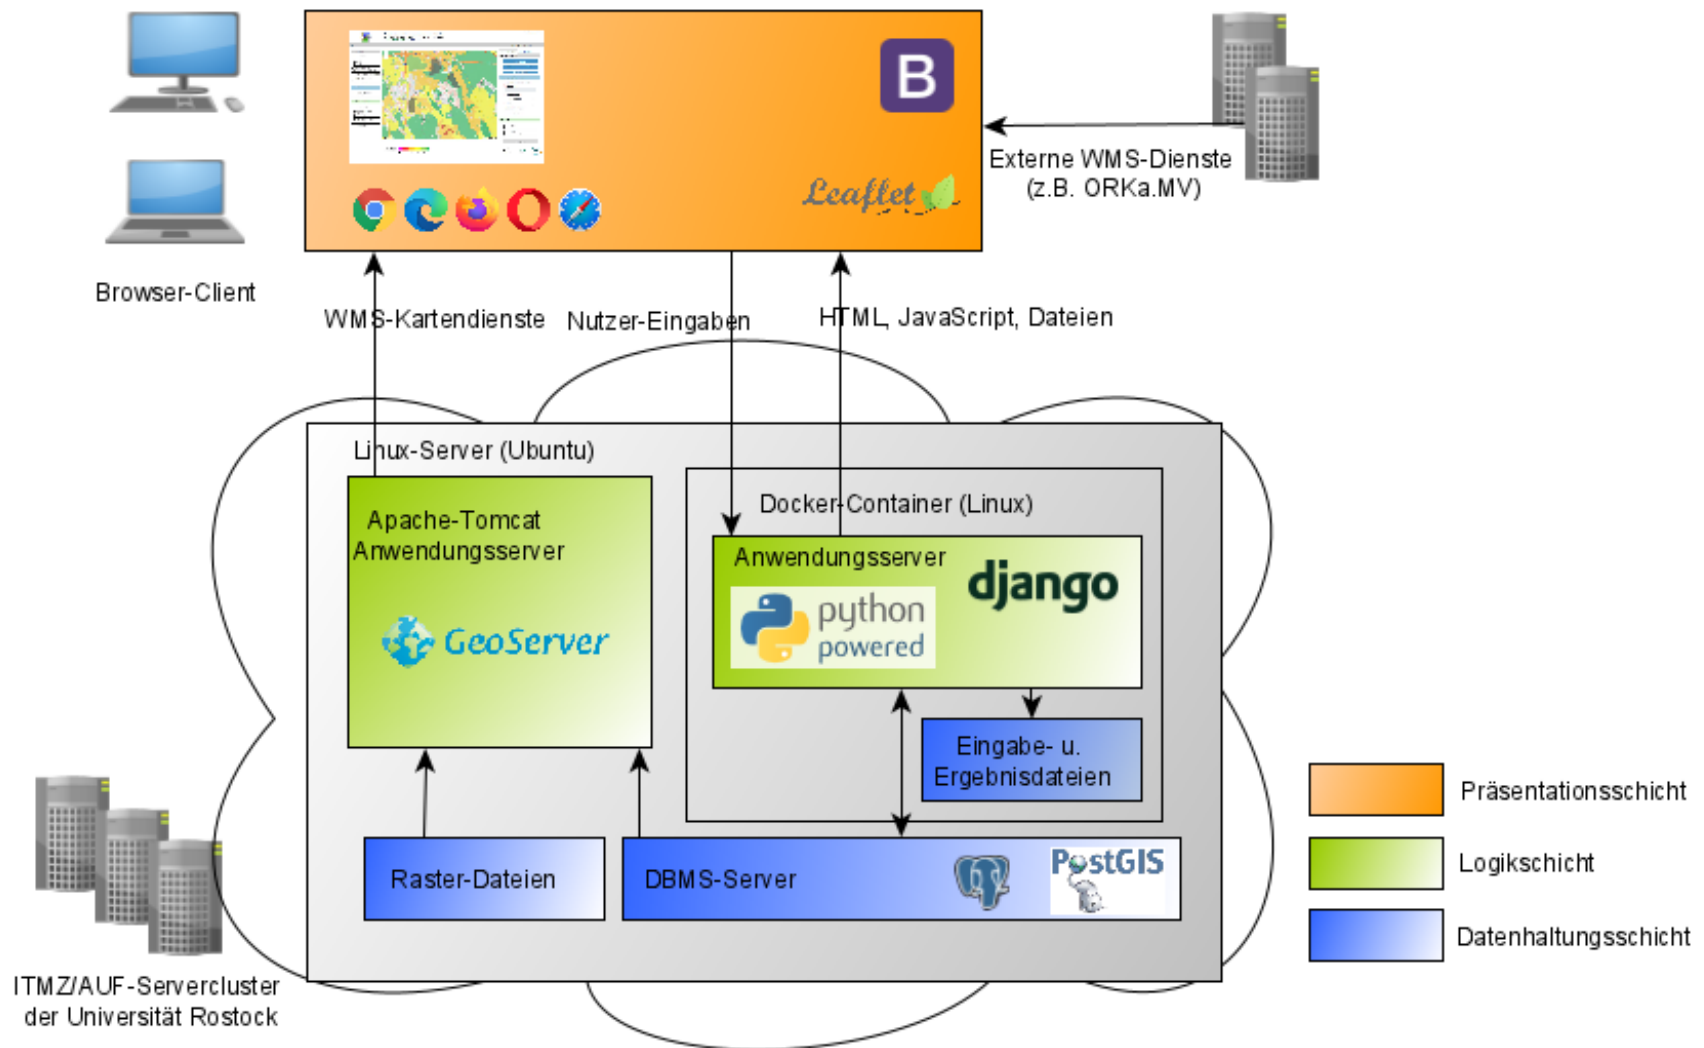 B
Leaflet
Externe WMS-Dienste
(z.B. ORKa.MV)
Browser-Client
WMS-Kartendienste
Nutzer-Eingaben
HTML, JavaScript, Dateien
Linux-Server (Ubuntu)
Docker-Container (Linux)
Apache-Tomcat
Anwendungsserver
GeoServer
Anwendungsserver
django
python
powered
Eingabe- u.
Ergebnisdateien
Raster-Dateien
DBMS-Server
PostGIS
Präsentationsschicht
Logikschicht
Datenhaltungsschicht
ITMZ/AUF-Servercluster
der Universität Rostock